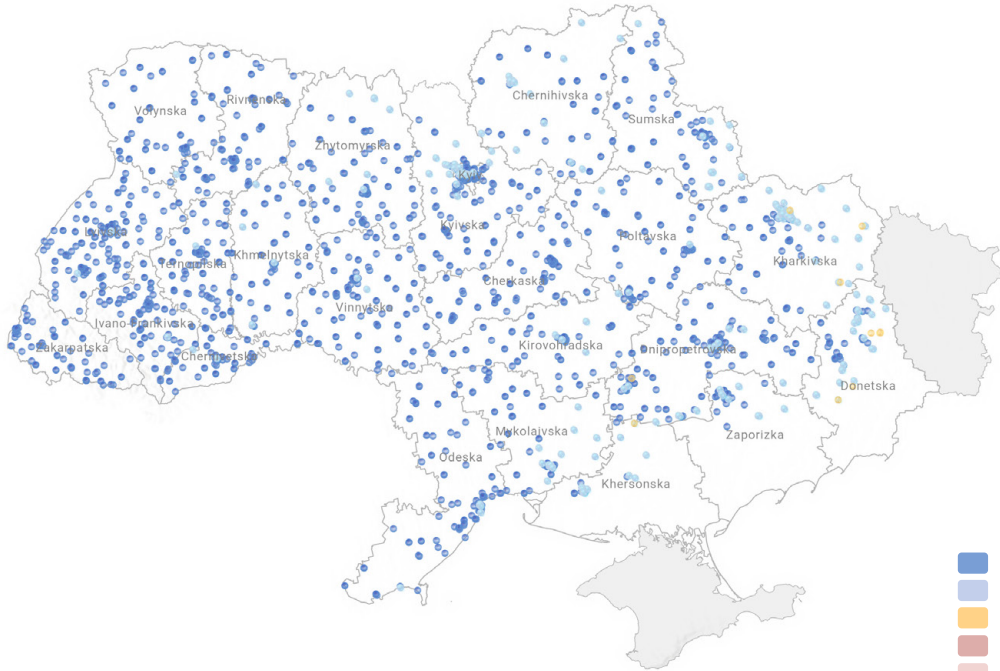 Chernihivska
Rivnenska
Volynska
Sumska
Zhytomyrska
Kyiv
Kyivska
Lvivska
Poltavska
Khmelnytska
Kharkivska
Ternopilska
Cherkaska
Vinnytska
Ivano-Frankivska
Kirovohradska
Zakarpatska
Dnipropetrovska
Chernivetska
Donetska
Mykolaivska
Zaporizka
Odeska
Khersonska